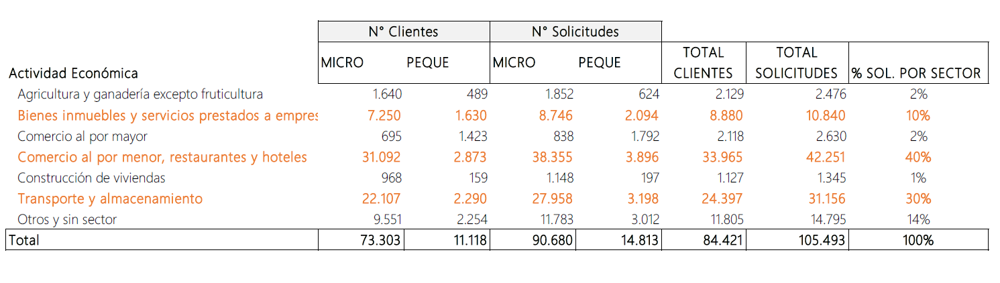 N° Clientes N° Solicitudes
MICRO PEQUE MICRO PEQUE TOTAL CLIENTES TOTAL SOLICITUDES % SOL. POR SECTOR
Actividad Económica
Agricultura y ganadería excepto fruticultura 1.640 489 1.852 624 2.129 2.476 2%
Bienes inmuebles y servicios prestados a empres 7.250 1.630 8.746 2.094 8.880 10.840 10%
Comercio al por mayor 695 1.423 838 1.792 2.118 2.630 2%
Comercio al por menor, restaurantes y hoteles 31.092 2.873 38.355 3.896 33.965 42.251 40%
Construcción de viviendas 968 159 1.148 197 1.127 1.345 1%
Transporte y almacenamiento 22.107 2.290 27.958 3.198 24.397 31.156 30%
Otros y sin sector 9.551 2.254 11.783 3.012 11.805 14.795 14%
Total 73.303 11.118 90.680 14.813 84.421 105.493 100%